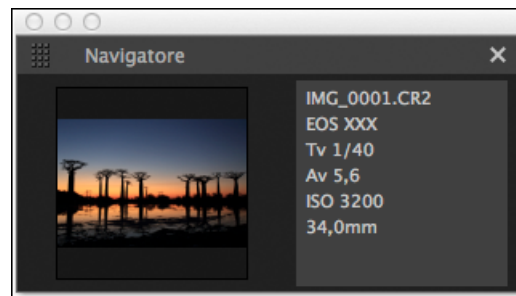 Navigatore
IMG_0001.CR2
EOS XXX
Tv 1/40
Av 5,6
ISO 3200
34,0mm